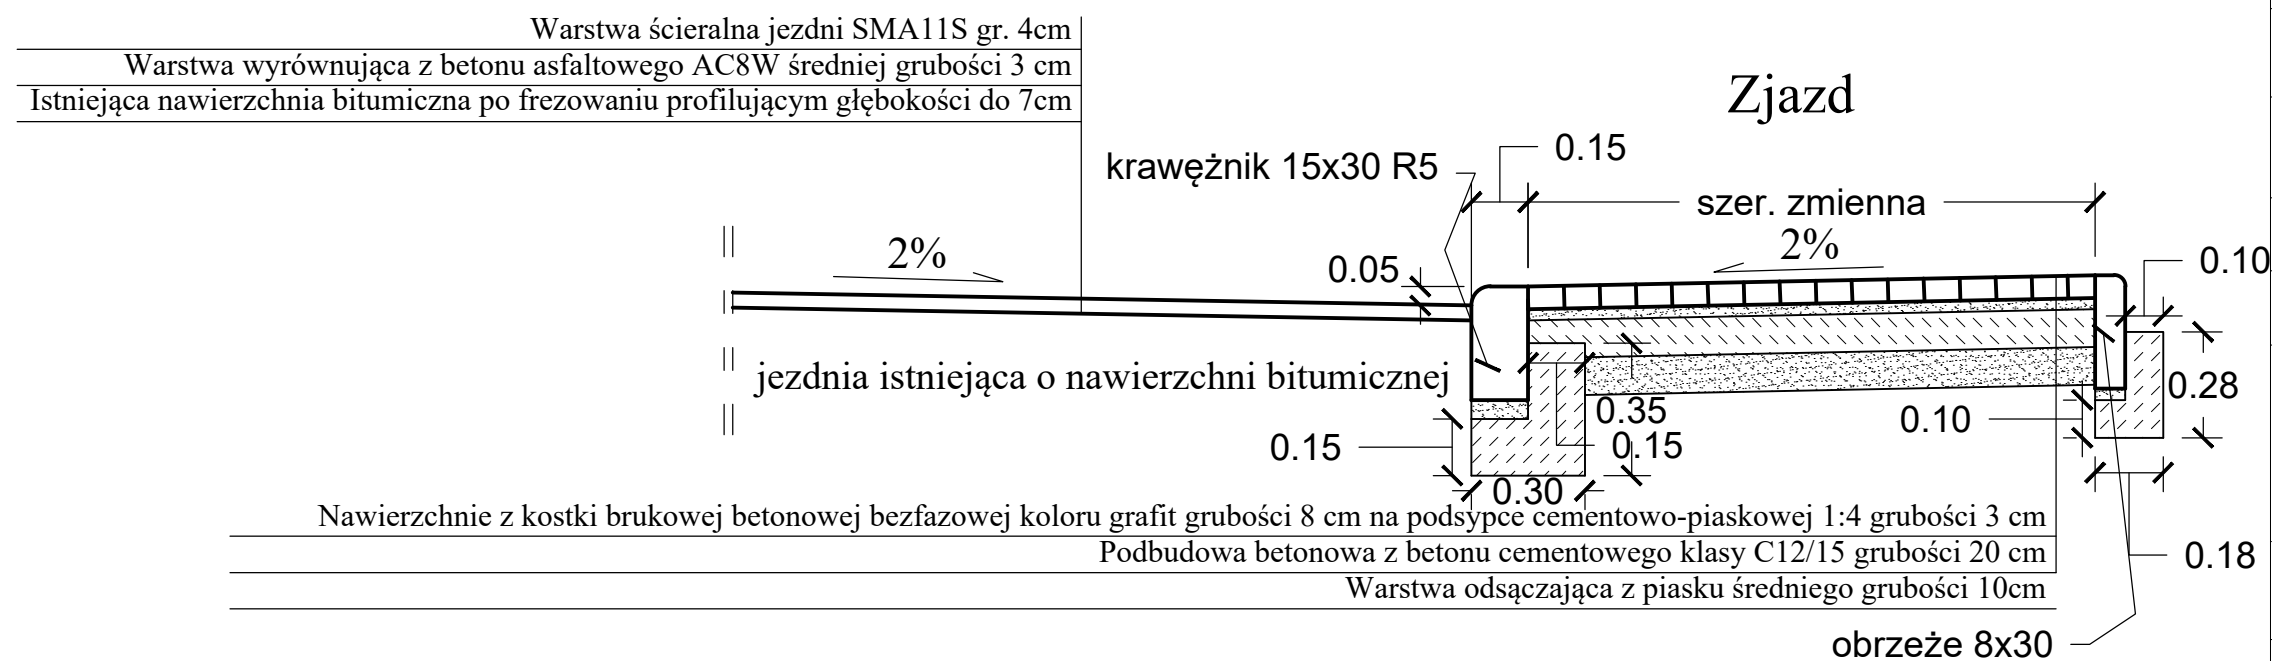 Warstwa ścieralna jezdni SMA11S gr. 4cm
Warstwa wyrównująca z betonu asfaltowego AC8W średniej grubości 3 cm
Istniejąca nawierzchnia bitumiczna po frezowaniu profilującym głębokości do 7cm
Zjazd
0.15
krawężnik 15x30 R5
szer. zmienna
2%
2%
0.05
0.10
jezdnia istniejąca o nawierzchni bitumicznej
0.28
0.35
0.10
0.15
0.15
0.30
Nawierzchnie z kostki brukowej betonowej bezfazowej koloru grafit grubości 8 cm na podsypce cementowo-piaskowej 1:4 grubości 3 cm
Podbudowa betonowa z betonu cementowego klasy C12/15 grubości 20 cm
0.18
Warstwa odsączająca z piasku średniego grubości 10cm
obrzeże 8x30